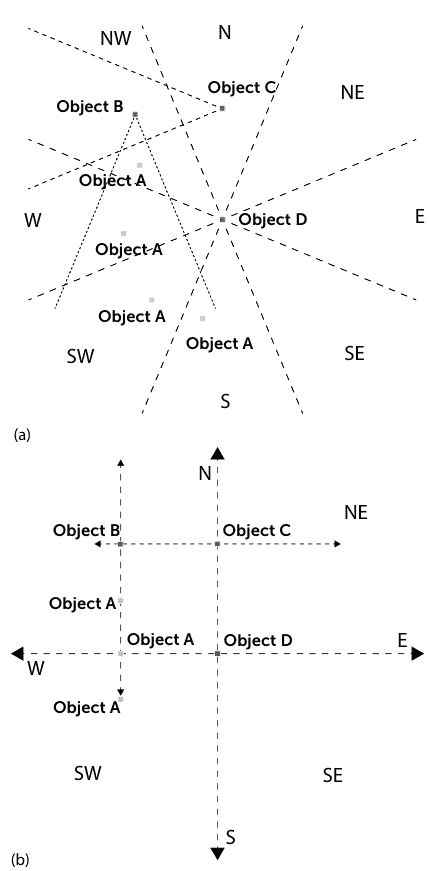 N
NW
Object C
NE
Object B
Object A
W
Object D
E
Object A
Object A
Object A
SW
SE
S
(a)
N
NE
Object B
Object C
Object A
Object A
Object D
E
W
Object A
SW
SE
S
(b)